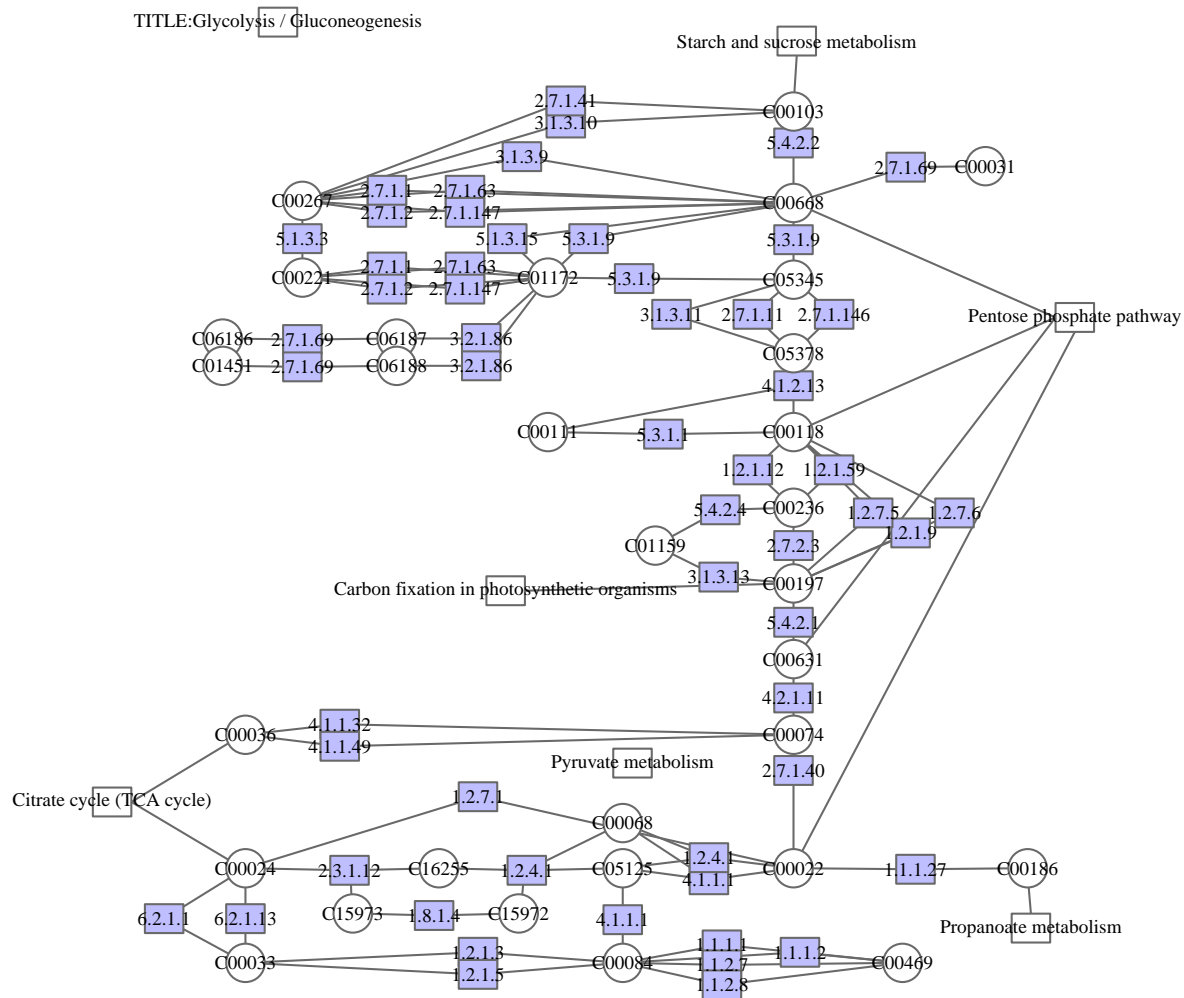 TITLE:Glycolysis / Gluconeogenesis
Starch and sucrose metabolism
2.7.1.41
C00103
3.1.3.10
5.4.2.2
3.1.3.9
2.7.1.69
C00031
2.7.1.1
2.7.1.63
C00267
C00668
2.7.1.2
2.7.1.147
5.1.3.3
5.1.3.15
5.3.1.9
5.3.1.9
2.7.1.1
2.7.1.63
C00221
C01172
5.3.1.9
C05345
2.7.1.2
2.7.1.147
3.1.3.11
2.7.1.11
2.7.1.146
Pentose phosphate pathway
C06186
2.7.1.69
C06187
3.2.1.86
C05378
C01451
2.7.1.69
C06188
3.2.1.86
4.1.2.13
C00111
5.3.1.1
C00118
1.2.1.12
1.2.1.59
5.4.2.4
C00236
1.2.7.5
1.2.7.6
1.2.1.9
C01159
2.7.2.3
3.1.3.13
C00197
Carbon fixation in photosynthetic organisms
5.4.2.1
C00631
4.2.1.11
4.1.1.32
C00036
C00074
4.1.1.49
Pyruvate metabolism
2.7.1.40
Citrate cycle (TCA cycle)
1.2.7.1
C00068
1.2.4.1
C00024
2.3.1.12
C16255
1.2.4.1
C05125
C00022
1.1.1.27
C00186
4.1.1.1
6.2.1.1
6.2.1.13
C15973
1.8.1.4
C15972
4.1.1.1
Propanoate metabolism
1.2.1.3
1.1.1.1
1.1.1.2
C00033
C00084
1.1.2.7
C00469
1.2.1.5
1.1.2.8